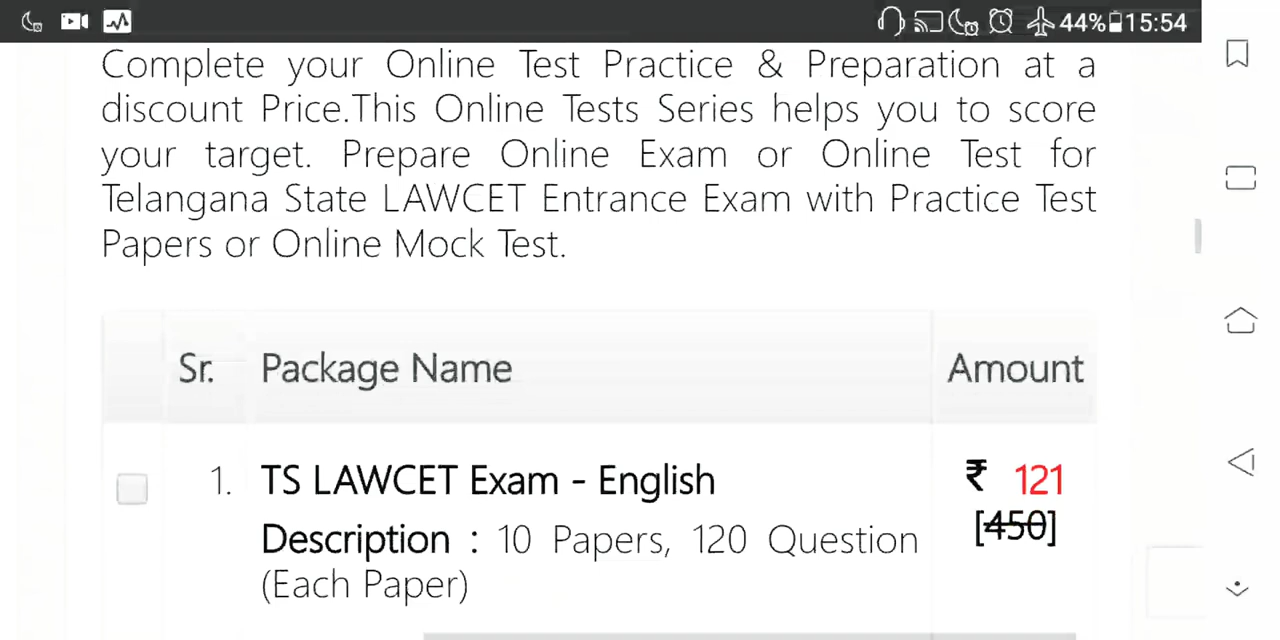 44% 15:54
Complete your Online Test Practice & Preparation at a
discount Price.This Online Tests Series helps you to score
your target. Prepare Online Exam or Online Test for
Telangana State LAWCET Entrance Exam with Practice Test
Papers or Online Mock Test.
Sr. Package Name Amount
1. TS LAWCET Exam - English ₹ 121
[450]
Description : 10 Papers, 120 Question
(Each Paper)